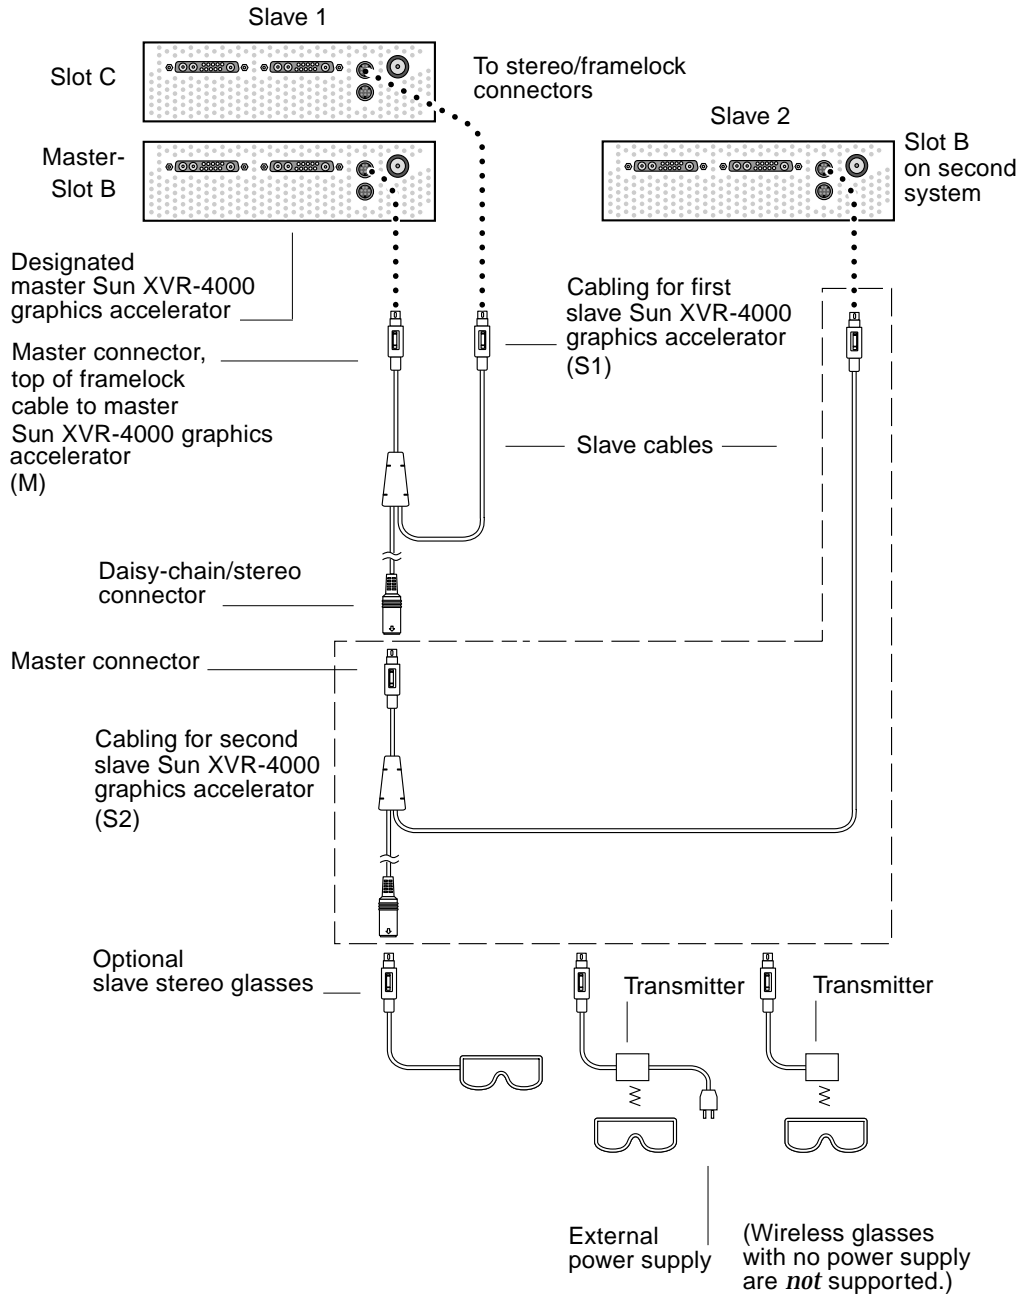 Slave 1
Slot C
To stereo/framelock
connectors
Slave 2
Master-
Slot B
Slot B
on second
system
Designated
master Sun XVR-4000
graphics accelerator
Cabling for first
slave Sun XVR-4000
graphics accelerator
(S1)
Master connector,
top of framelock
cable to master
Sun XVR-4000 graphics
accelerator
(M)
Slave cables
Daisy-chain/stereo
connector
Master connector
Cabling for second
slave Sun XVR-4000
graphics accelerator
(S2)
Optional
slave stereo glasses
Transmitter
Transmitter
External
power supply
(Wireless glasses
with no power supply
are not supported.)